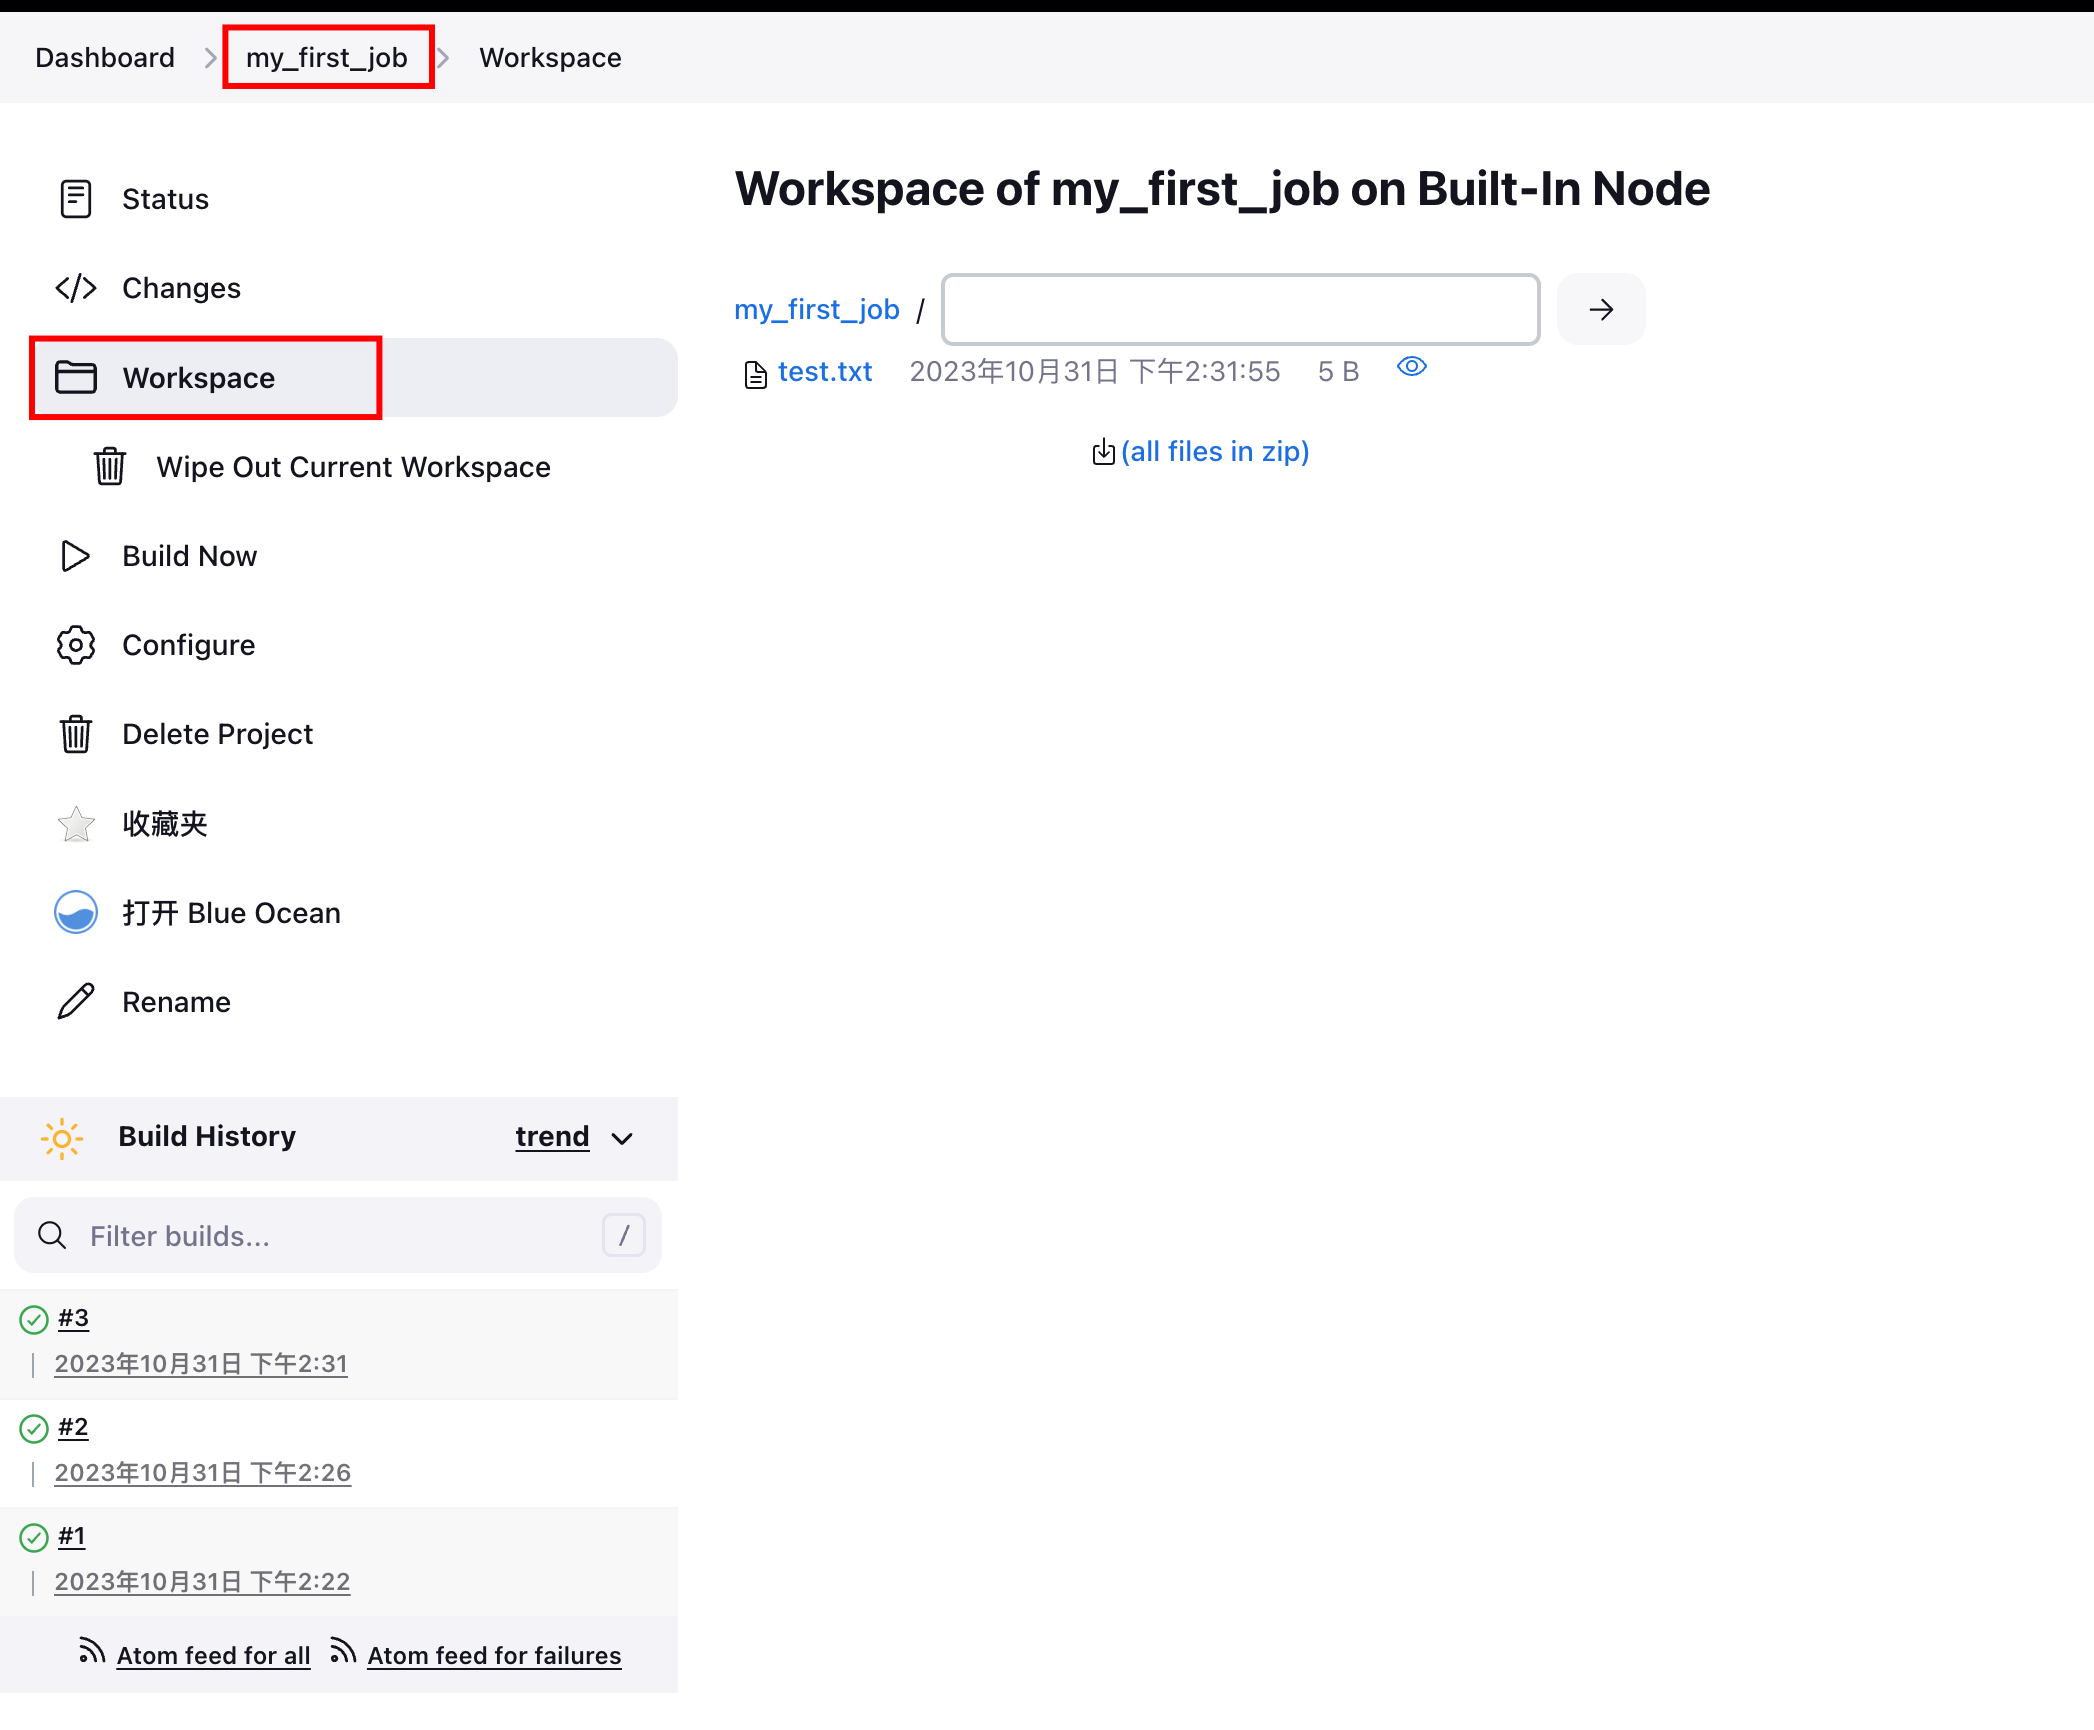 Dashboard > my_first_job > Workspace
Status
Changes
Workspace
Wipe Out Current Workspace
Build Now
Configure
Delete Project
收藏夹
打开 Blue Ocean
Rename
Build History trend
Filter builds... /
#3
2023年10月31日 下午2:31
#2
2023年10月31日 下午2:26
#1
2023年10月31日 下午2:22
Atom feed for all Atom feed for failures
Workspace of my_first_job on Built-In Node
my_first_job /
test.txt 2023年10月31日 下午2:31:55 5 B
(all files in zip)